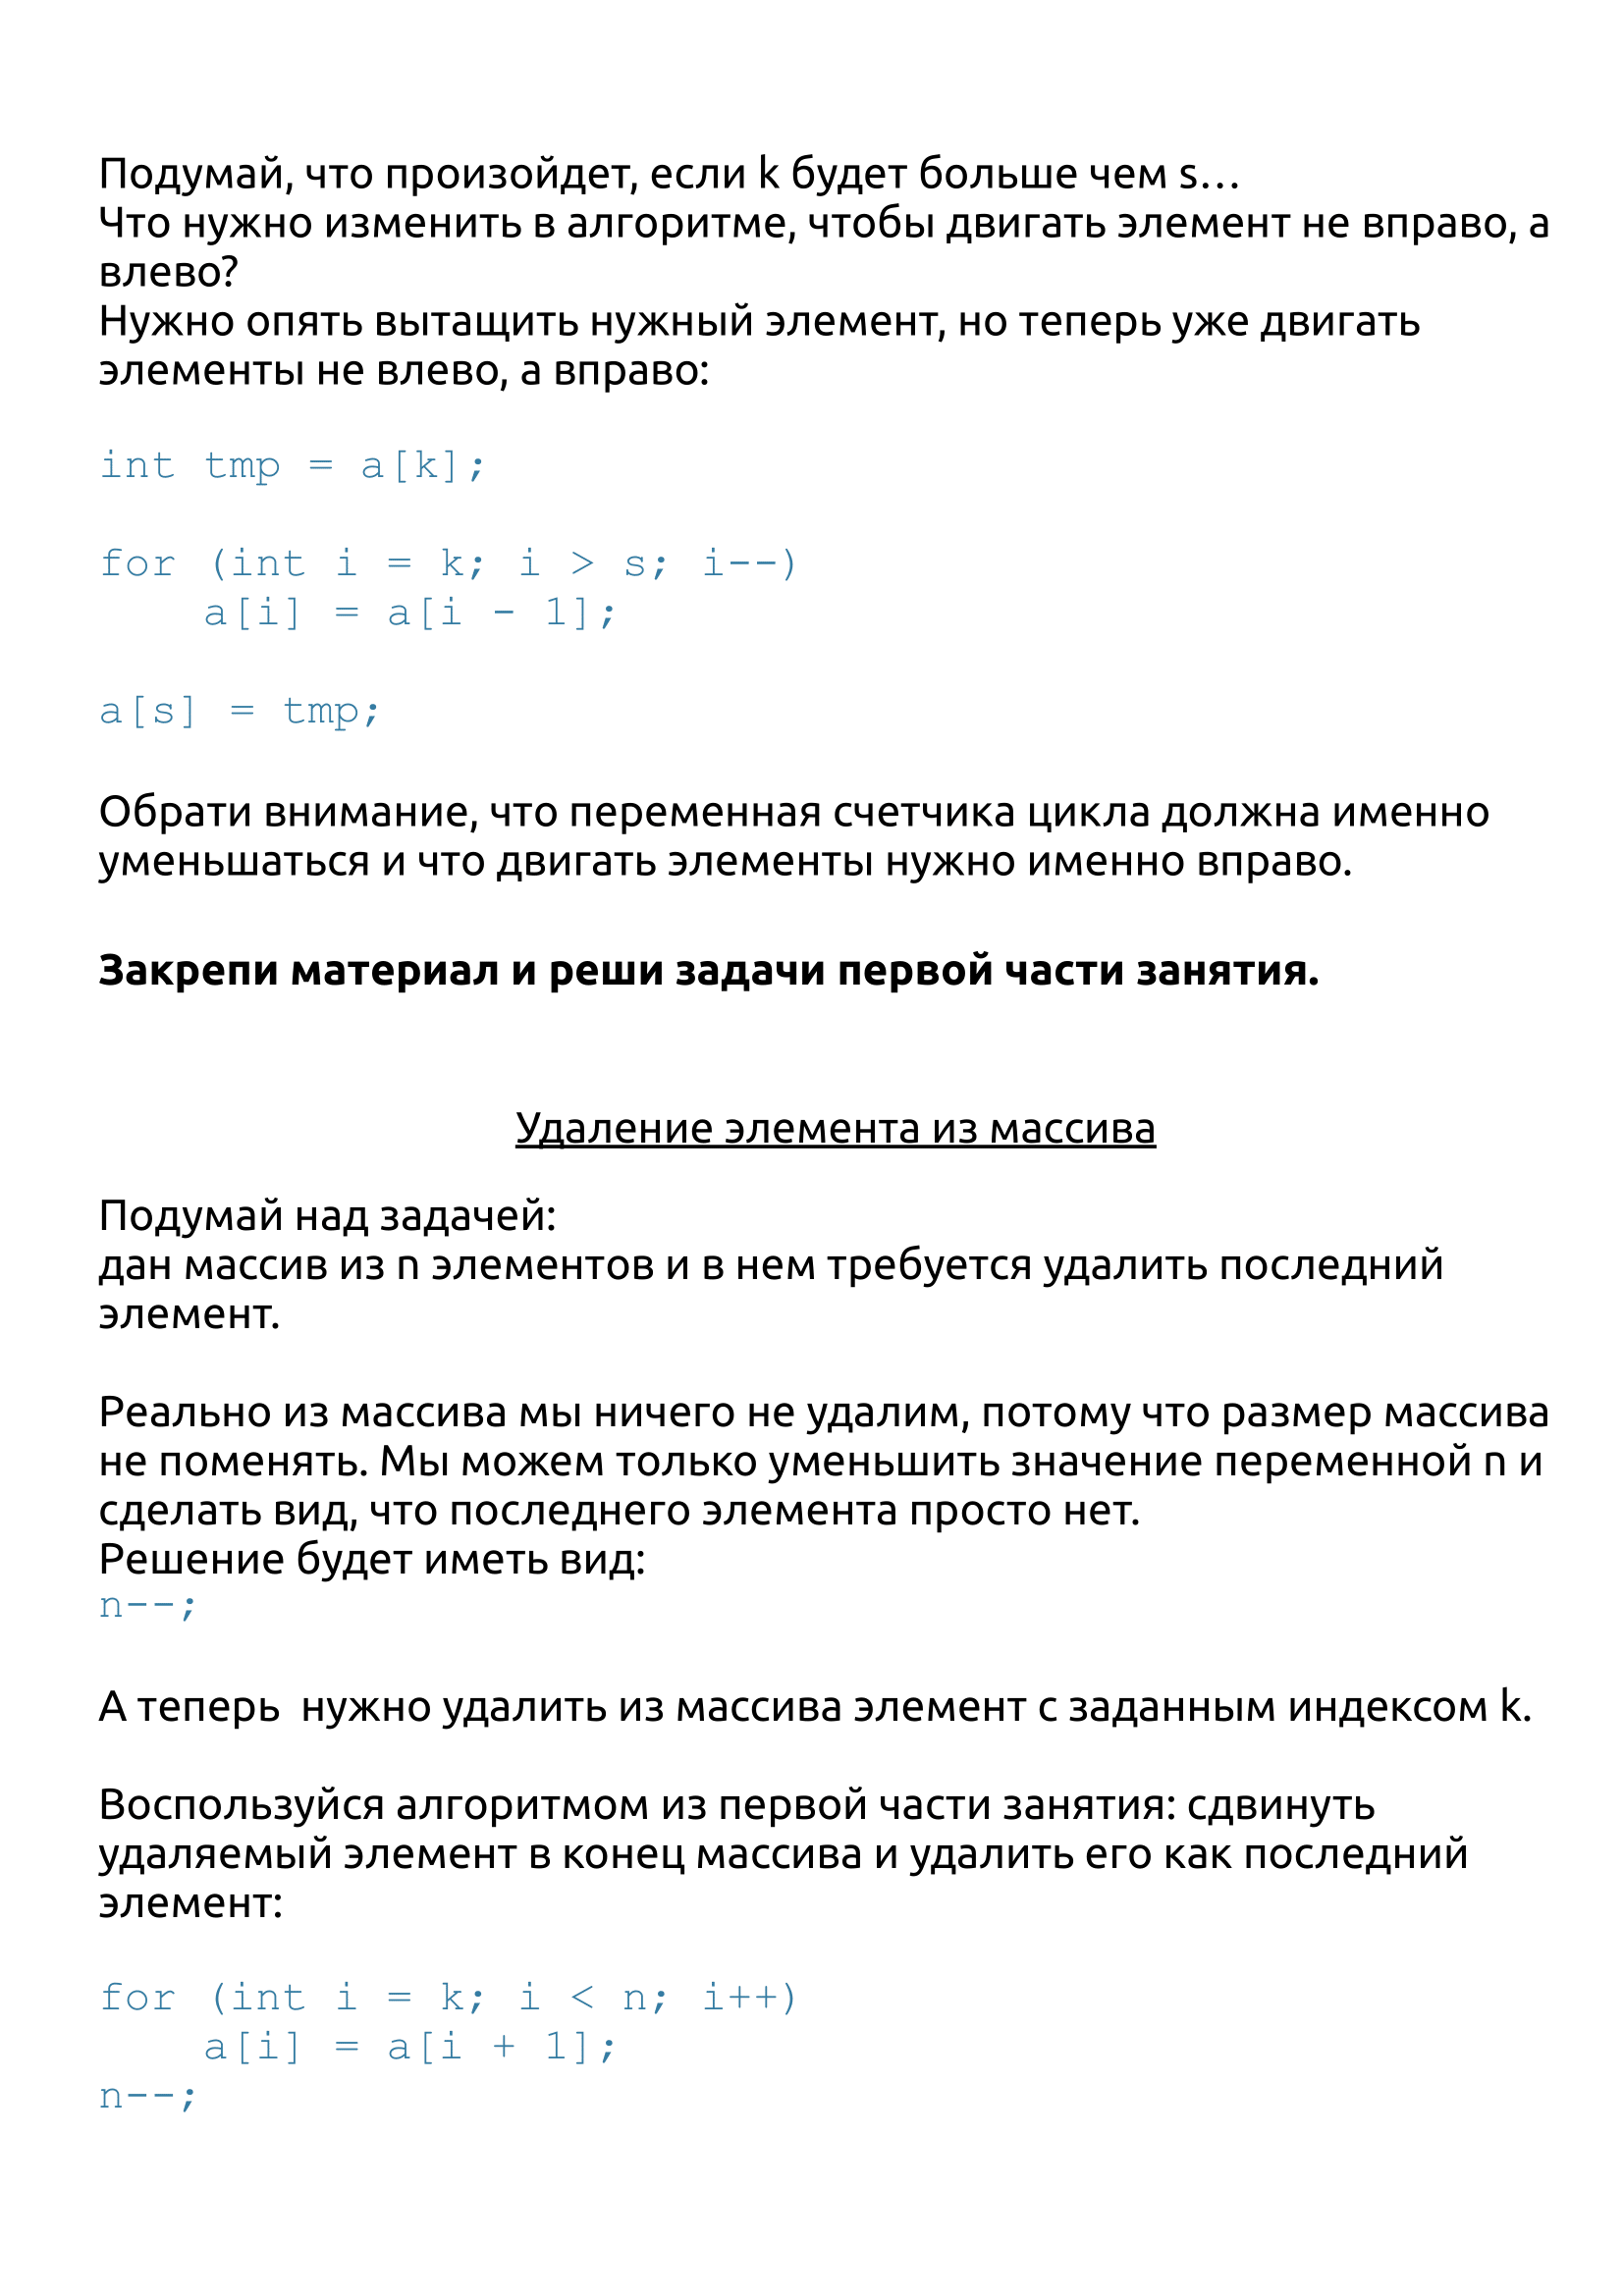 Подумай, что произойдет, если k будет больше чем s...
Что нужно изменить в алгоритме, чтобы двигать элемент не вправо, а
влево?
Нужно опять вытащить нужный элемент, но теперь уже двигать
элементы не влево, а вправо:
int tmp = a[k];
for (int i = k; i > s; i--)
    a[i] = a[i - 1];
a[s] = tmp;
Обрати внимание, что переменная счетчика цикла должна именно
уменьшаться и что двигать элементы нужно именно вправо.
Закрепи материал и реши задачи первой части занятия.
Удаление элемента из массива
Подумай над задачей:
дан массив из n элементов и в нем требуется удалить последний
элемент.
Реально из массива мы ничего не удалим, потому что размер массива
не поменять. Мы можем только уменьшить значение переменной n и
сделать вид, что последнего элемента просто нет.
Решение будет иметь вид:
n--;
А теперь  нужно удалить из массива элемент с заданным индексом k.
Воспользуйся алгоритмом из первой части занятия: сдвинуть
удаляемый элемент в конец массива и удалить его как последний
элемент:
for (int i = k; i < n; i++)
    a[i] = a[i + 1];
n--;